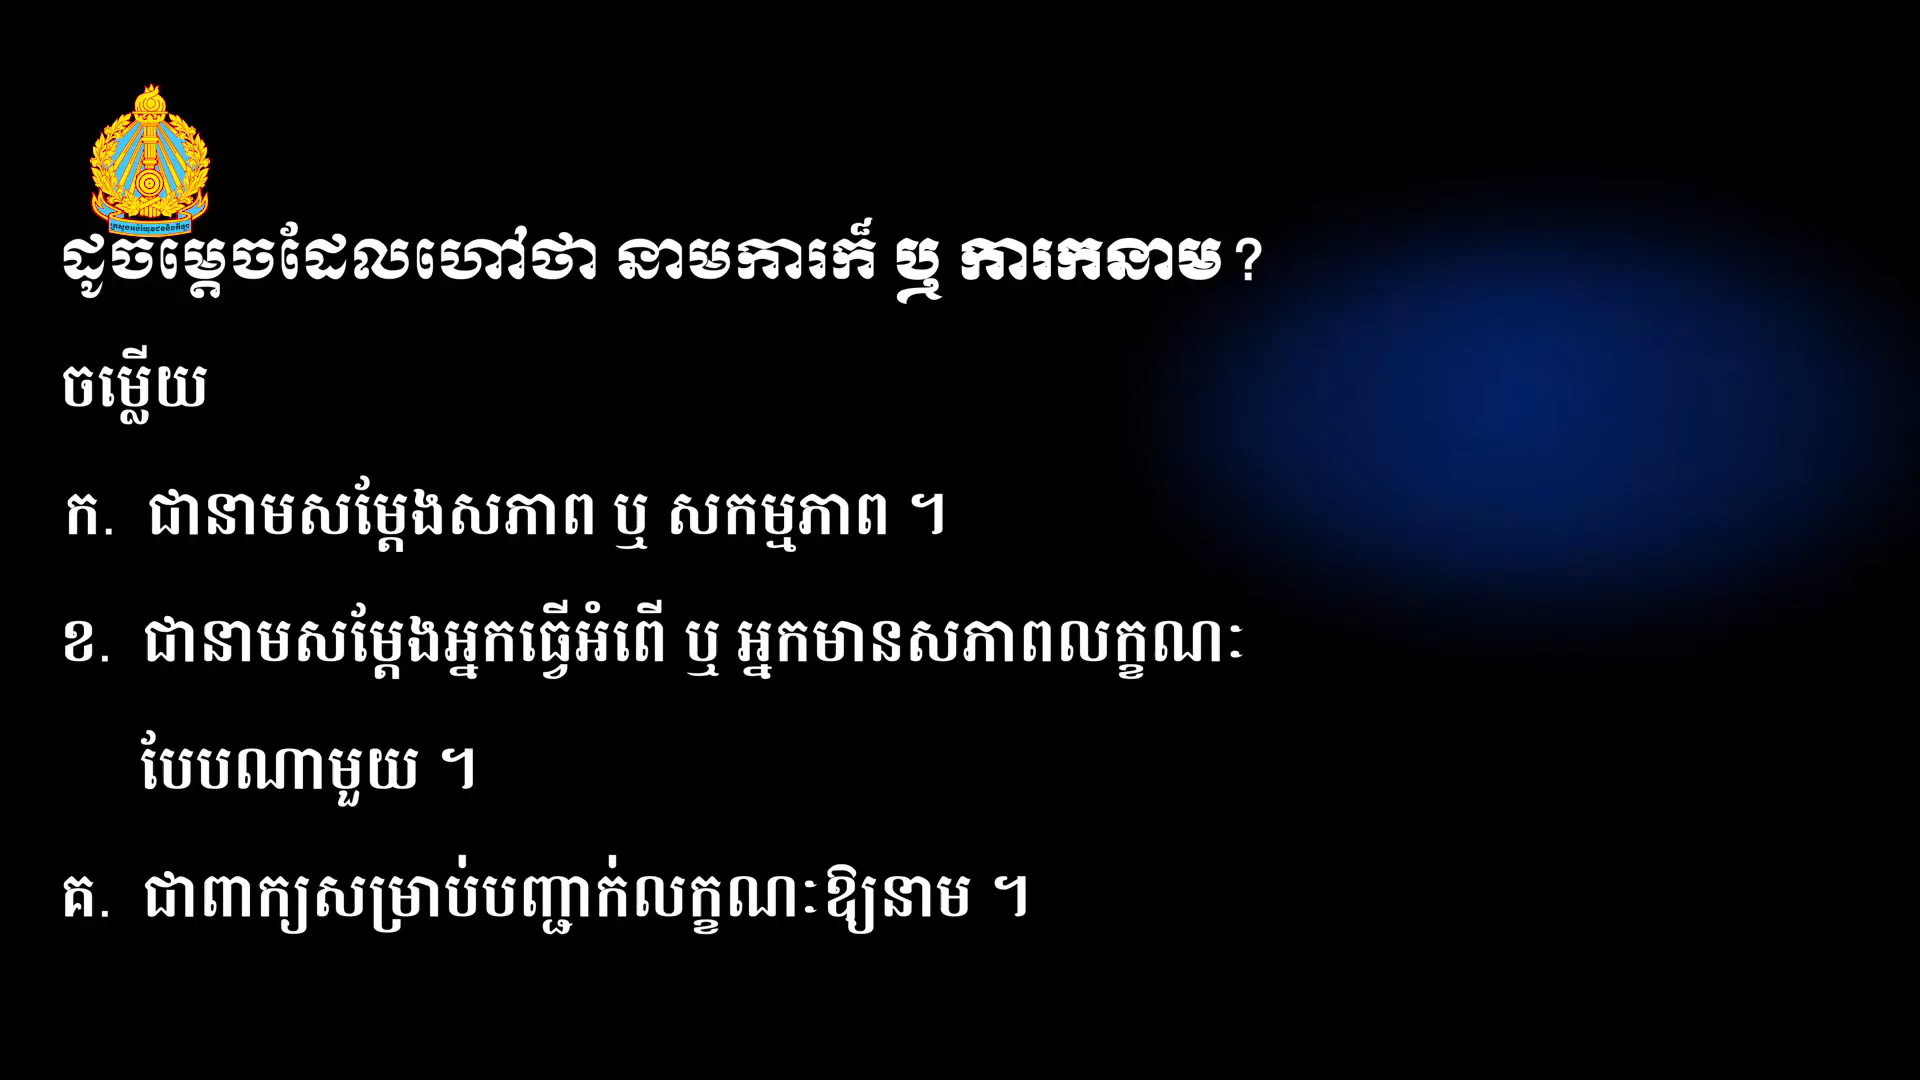 ដូចម្ដេចដែលហៅថា នាមការក៏ ឬ ការកនាម ?
ចម្លើយ
ក. ជានាមសម្ដែងសភាព ឬ សកម្មភាព ។
ខ. ជានាមសម្ដែងអ្នកធ្វើអំពើ ឬ អ្នកមានសភាពលក្ខណៈ
បែបណាមួយ ។
គ. ជាពាក្យសម្រាប់បញ្ជាក់លក្ខណៈឱ្យនាម ។